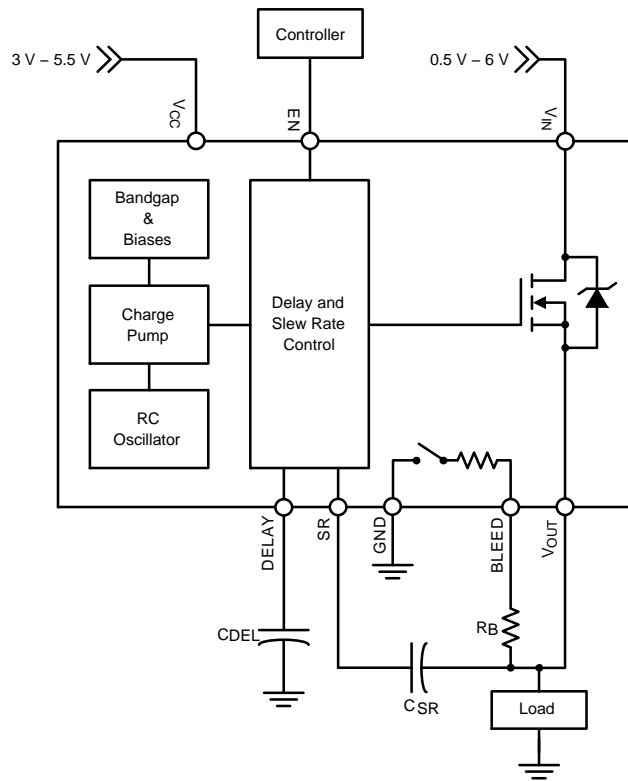 Controller
3 V – 5.5 V
0.5 V – 6 V
VCC
EN
VIN
Bandgap
&
Biases
Charge
Pump
RC
Oscillator
Delay and
Slew Rate
Control
DELAY
SR
GND
BLEED
VOUT
CDEL
RB
CSR
Load